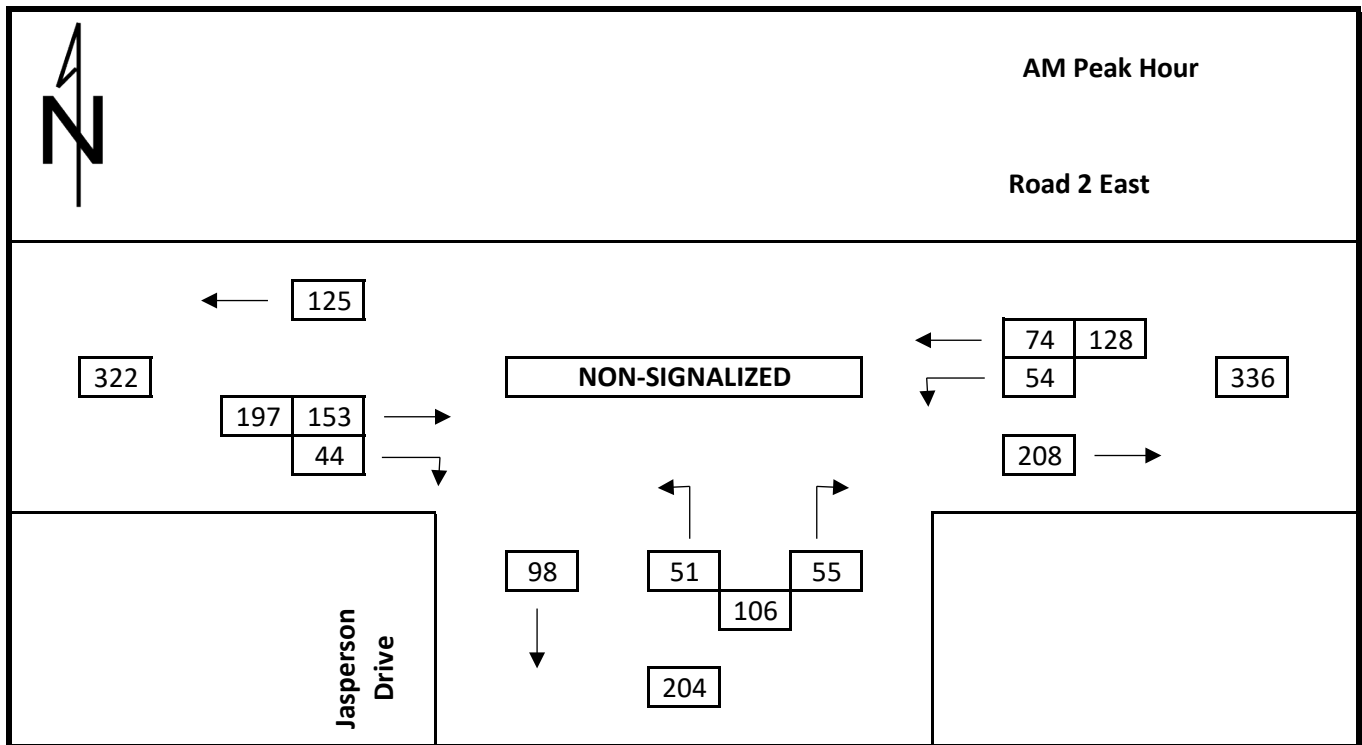 N
AM Peak Hour
Road 2 East
125
74 128
322
NON-SIGNALIZED
54
336
197 153
44
208
98
51
55
106
Jasperson
Drive
204